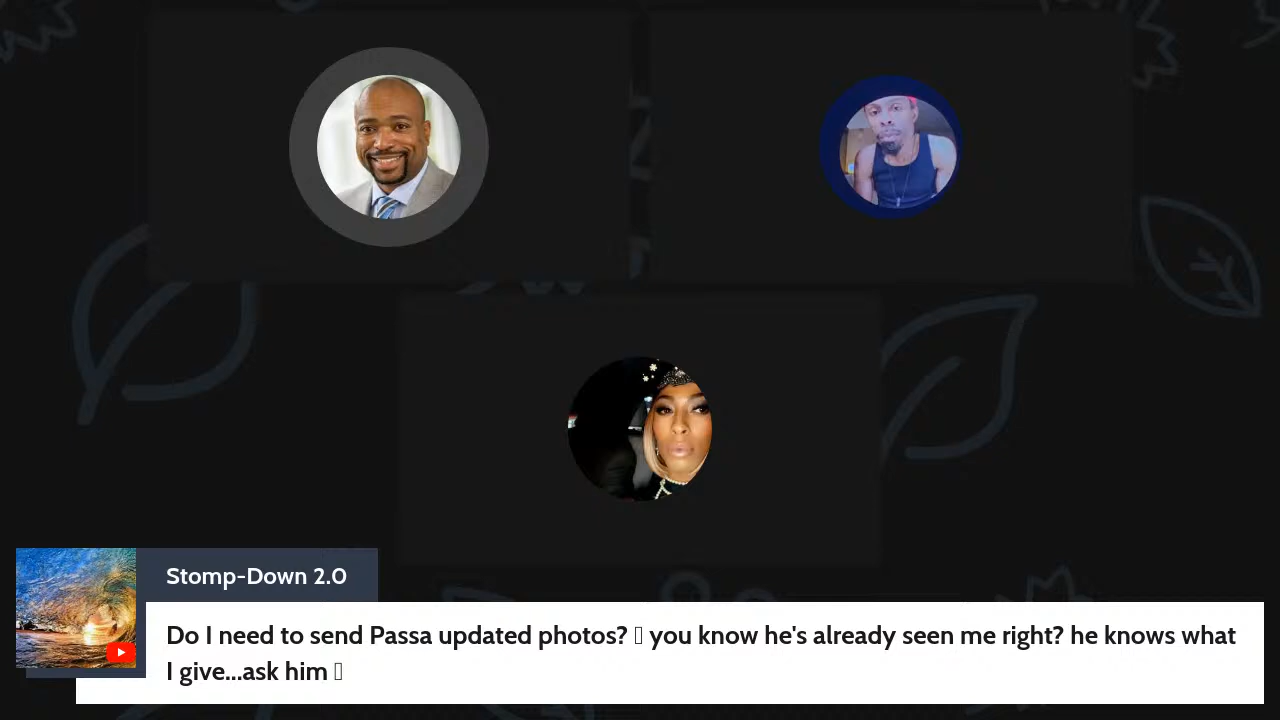 Stomp-Down 2.0
Do I need to send Passa updated photos? ▯ you know he's already seen me right? he knows what
I give...ask him ▯